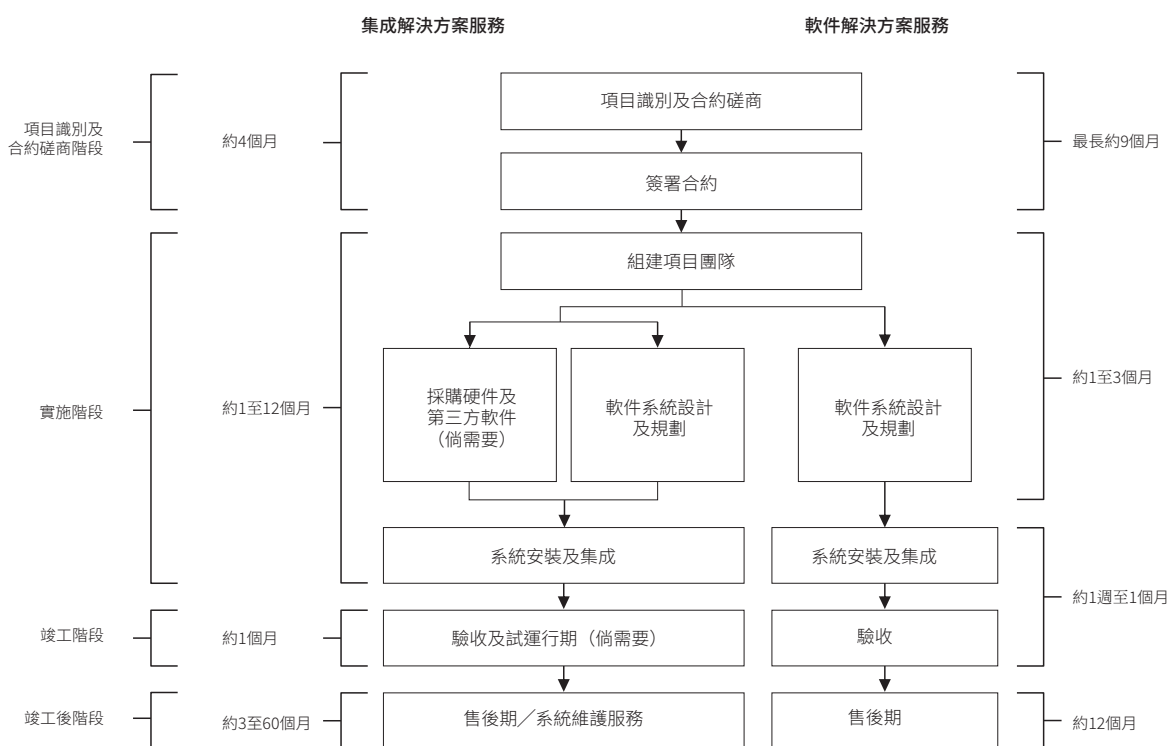 集成解決方案服務
軟件解決方案服務
項目識別及
合約磋商階段
約4個月
項目識別及合約磋商
最長約9個月
簽署合約
組建項目團隊
實施階段
約1至12個月
採購硬件及
第三方軟件
（倘需要）
軟件系統設計
及規劃
軟件系統設計
及規劃
約1至3個月
系統安裝及集成
系統安裝及集成
約1週至1個月
竣工階段
約1個月
驗收及試運行期（倘需要）
驗收
竣工後階段
約3至60個月
售後期／系統維護服務
售後期
約12個月